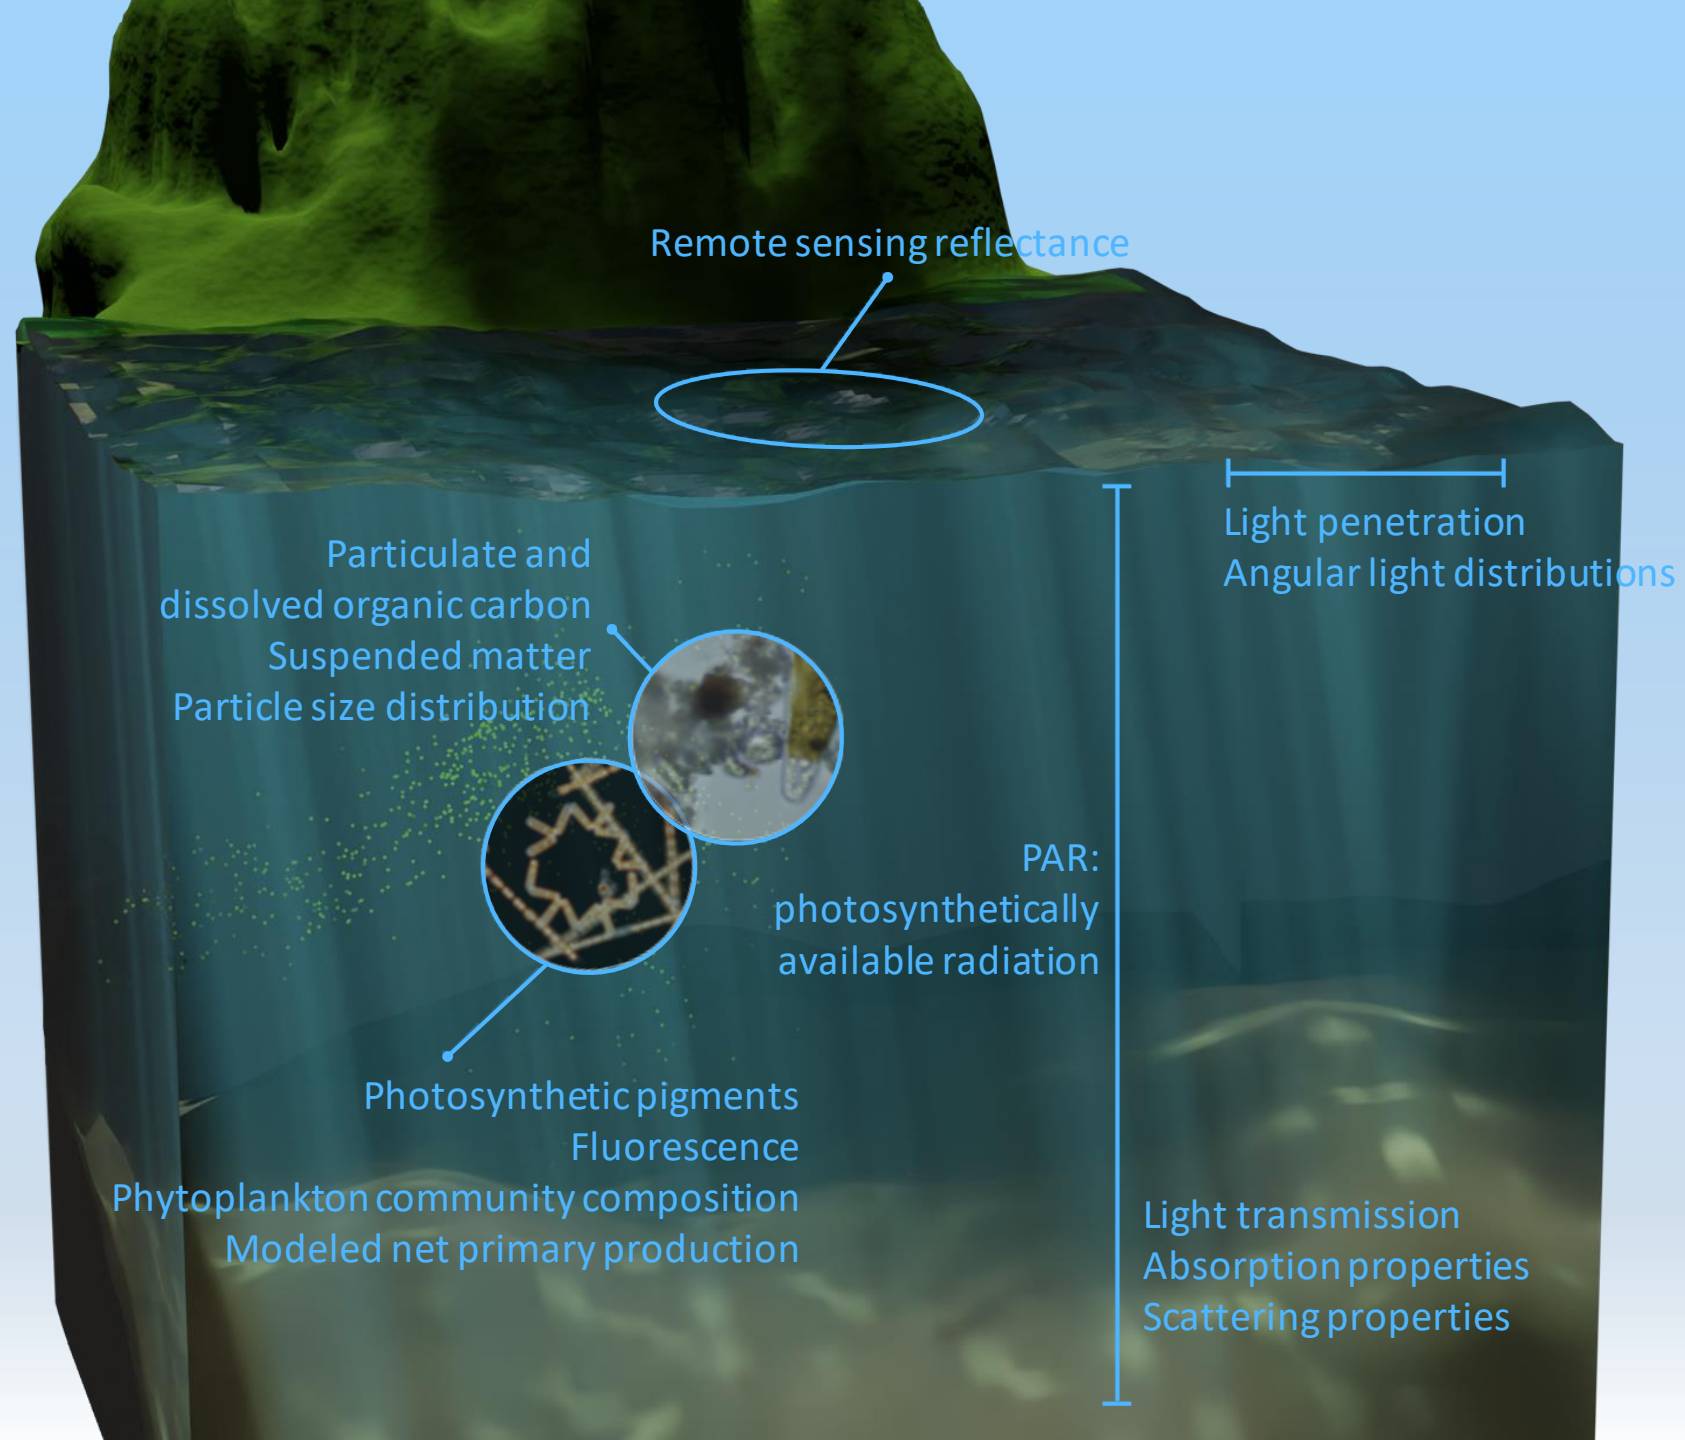 Remote sensing reflectance
Light penetration
Angular light distributions
Particulate and
dissolved organic carbon
Suspended matter
Particle size distribution
PAR:
photosynthetically
available radiation
Photosynthetic pigments
Fluorescence
Phytoplankton community composition
Modeled net primary production
Light transmission
Absorption properties
Scattering properties